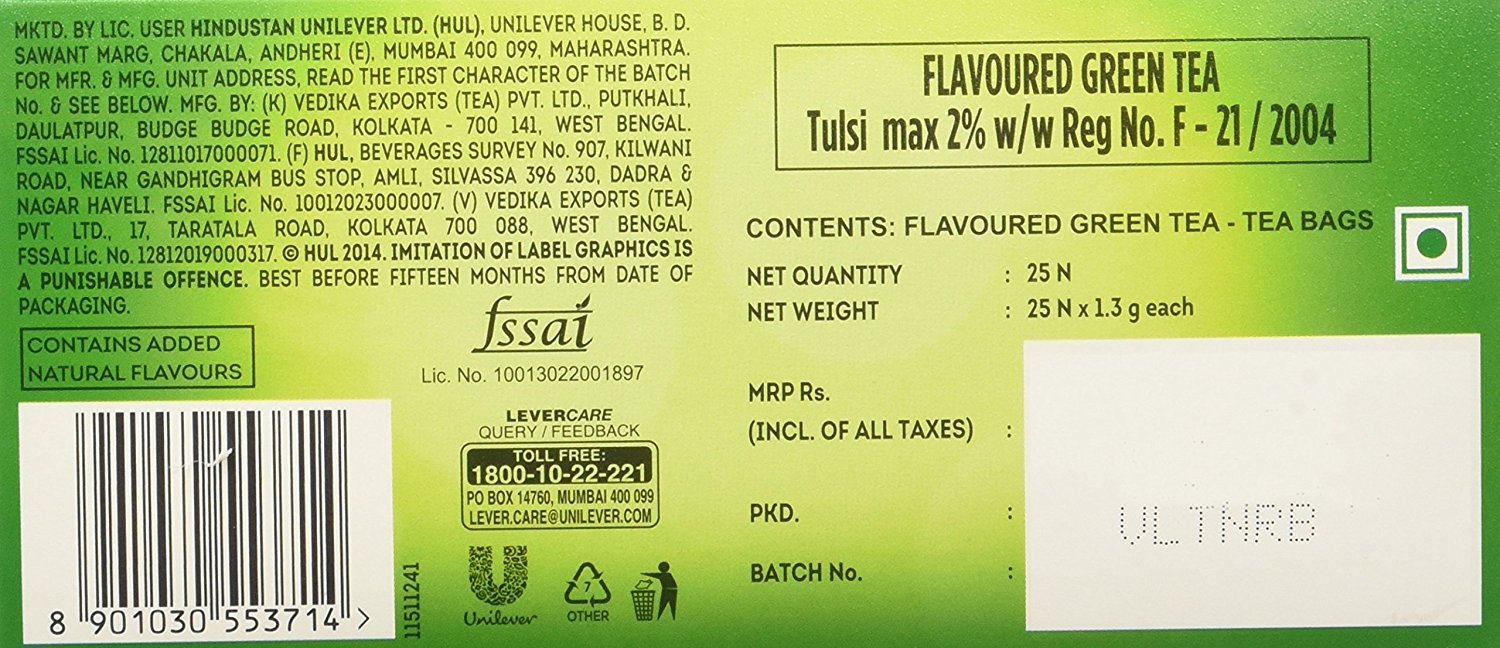 MKTD. BY LIC. USER HINDUSTAN UNILEVER LTD. (HUL), UNILEVER HOUSE, B. D.
SAWANT MARG, CHAKALA, ANDHERI (E), MUMBAI 400 099, MAHARASHTRA.
FOR MFR. & MFG. UNIT ADDRESS, READ THE FIRST CHARACTER OF THE BATCH
No. & SEE BELOW. MFG. BY: (K) VEDIKA EXPORTS (TEA) PVT. LTD., PUTKHALI,
DAULATPUR, BUDGE BUDGE ROAD, KOLKATA - 700 141, WEST BENGAL.
FSSAI Lic. No. 12811017000071. (F) HUL, BEVERAGES SURVEY No. 907, KILWANI
ROAD, NEAR GANDHIGRAM BUS STOP, AMLI, SILVASSA 396 230, DADRA &
NAGAR HAVELI. FSSAI Lic. No. 10012023000007. (V) VEDIKA EXPORTS (TEA)
PVT. LTD., 17, TARATALA ROAD, KOLKATA 700 088, WEST BENGAL.
FSSAI Lic. No. 12812019000317. © HUL 2014. IMITATION OF LABEL GRAPHICS IS
A PUNISHABLE OFFENCE. BEST BEFORE FIFTEEN MONTHS FROM DATE OF
PACKAGING.
CONTAINS ADDED
NATURAL FLAVOURS
fssai
Lic. No. 10013022001897
LEVERCARE
QUERY / FEEDBACK
TOLL FREE:
1800-10-22-221
PO BOX 14760, MUMBAI 400 099
LEVER.CARE@UNILEVER.COM
8 901030 553714 >
11511241
Unilever
7
OTHER
FLAVOURED GREEN TEA
Tulsi max 2% w/w Reg No. F - 21 / 2004
CONTENTS: FLAVOURED GREEN TEA - TEA BAGS
NET QUANTITY : 25 N
NET WEIGHT : 25 N x 1.3 g each
MRP Rs.
(INCL. OF ALL TAXES) :
PKD. :
VLTNRB
BATCH No. :